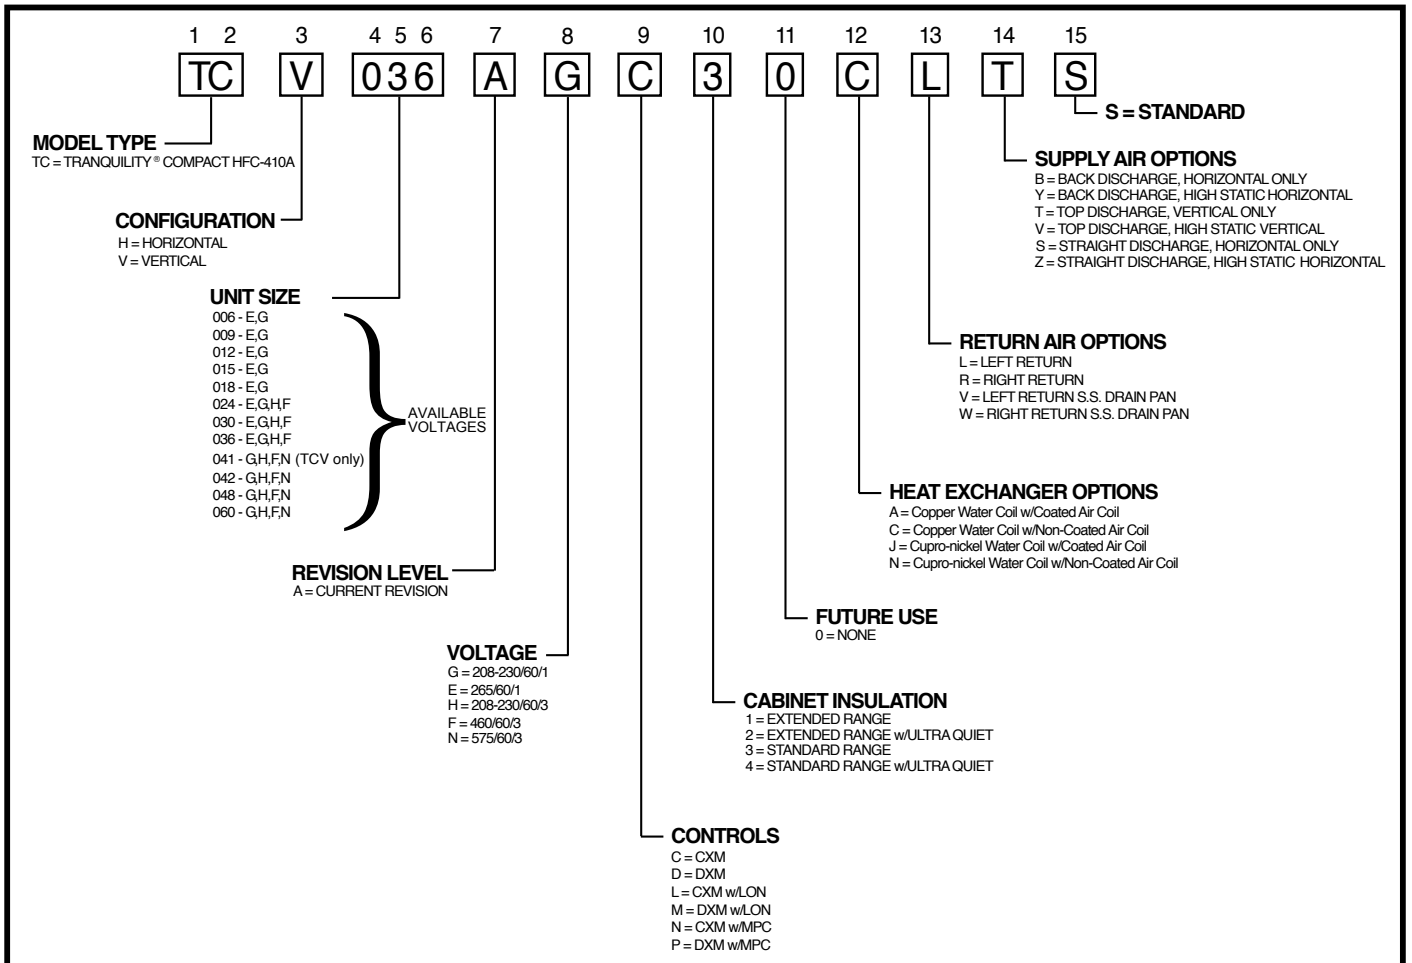 1 2 3 4 5 6 7 8 9 10 11 12 13 14 15
TC V 036 A G C 3 0 C L T S
S = STANDARD
MODEL TYPE
TC = TRANQUILITY® COMPACT HFC-410A
SUPPLY AIR OPTIONS
B = BACK DISCHARGE, HORIZONTAL ONLY
Y = BACK DISCHARGE, HIGH STATIC HORIZONTAL
T = TOP DISCHARGE, VERTICAL ONLY
V = TOP DISCHARGE, HIGH STATIC VERTICAL
S = STRAIGHT DISCHARGE, HORIZONTAL ONLY
Z = STRAIGHT DISCHARGE, HIGH STATIC HORIZONTAL
CONFIGURATION
H = HORIZONTAL
V = VERTICAL
UNIT SIZE
006 - E,G
009 - E,G
012 - E,G
015 - E,G
018 - E,G
024 - E,G,H,F
030 - E,G,H,F
036 - E,G,H,F
041 - G,H,F,N (TCV only)
042 - G,H,F,N
048 - G,H,F,N
060 - G,H,F,N
AVAILABLE
VOLTAGES
RETURN AIR OPTIONS
L = LEFT RETURN
R = RIGHT RETURN
V = LEFT RETURN S.S. DRAIN PAN
W = RIGHT RETURN S.S. DRAIN PAN
HEAT EXCHANGER OPTIONS
A = Copper Water Coil w/Coated Air Coil
C = Copper Water Coil w/Non-Coated Air Coil
J = Cupro-nickel Water Coil w/Coated Air Coil
N = Cupro-nickel Water Coil w/Non-Coated Air Coil
REVISION LEVEL
A = CURRENT REVISION
FUTURE USE
0 = NONE
VOLTAGE
G = 208-230/60/1
E = 265/60/1
H = 208-230/60/3
F = 460/60/3
N = 575/60/3
CABINET INSULATION
1 = EXTENDED RANGE
2 = EXTENDED RANGE w/ULTRA QUIET
3 = STANDARD RANGE
4 = STANDARD RANGE w/ULTRA QUIET
CONTROLS
C = CXM
D = DXM
L = CXM w/LON
M = DXM w/LON
N = CXM w/MPC
P = DXM w/MPC